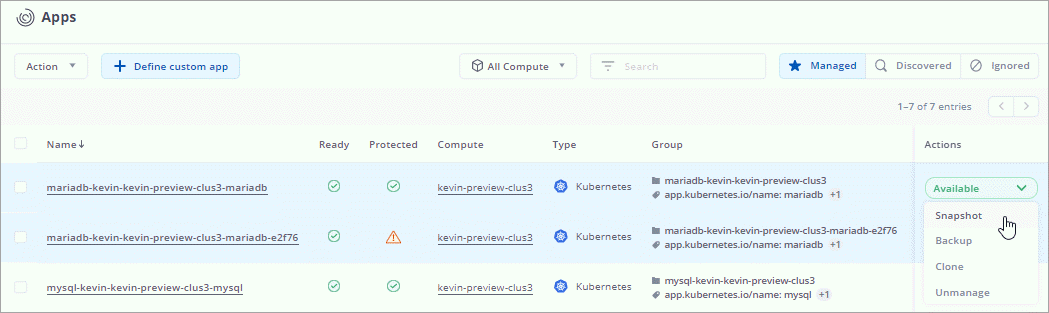 Apps
Action
Define custom app
All Compute
Search
Managed
Discovered
Ignored
1–7 of 7 entries
Name Ready Protected Compute Type Group Actions
mariadb-kevin-kevin-preview-clus3-mariadb kevin-preview-clus3 Kubernetes
mariadb-kevin-kevin-preview-clus3
app.kubernetes.io/name: mariadb +1
Available
Snapshot
Backup
Clone
Unmanage
mariadb-kevin-kevin-preview-clus3-mariadb-e2f76 kevin-preview-clus3 Kubernetes
mariadb-kevin-kevin-preview-clus3-mariadb-e2f76
app.kubernetes.io/name: mariadb +1
mysql-kevin-kevin-preview-clus3-mysql kevin-preview-clus3 Kubernetes
mysql-kevin-kevin-preview-clus3
app.kubernetes.io/name: mysql +1